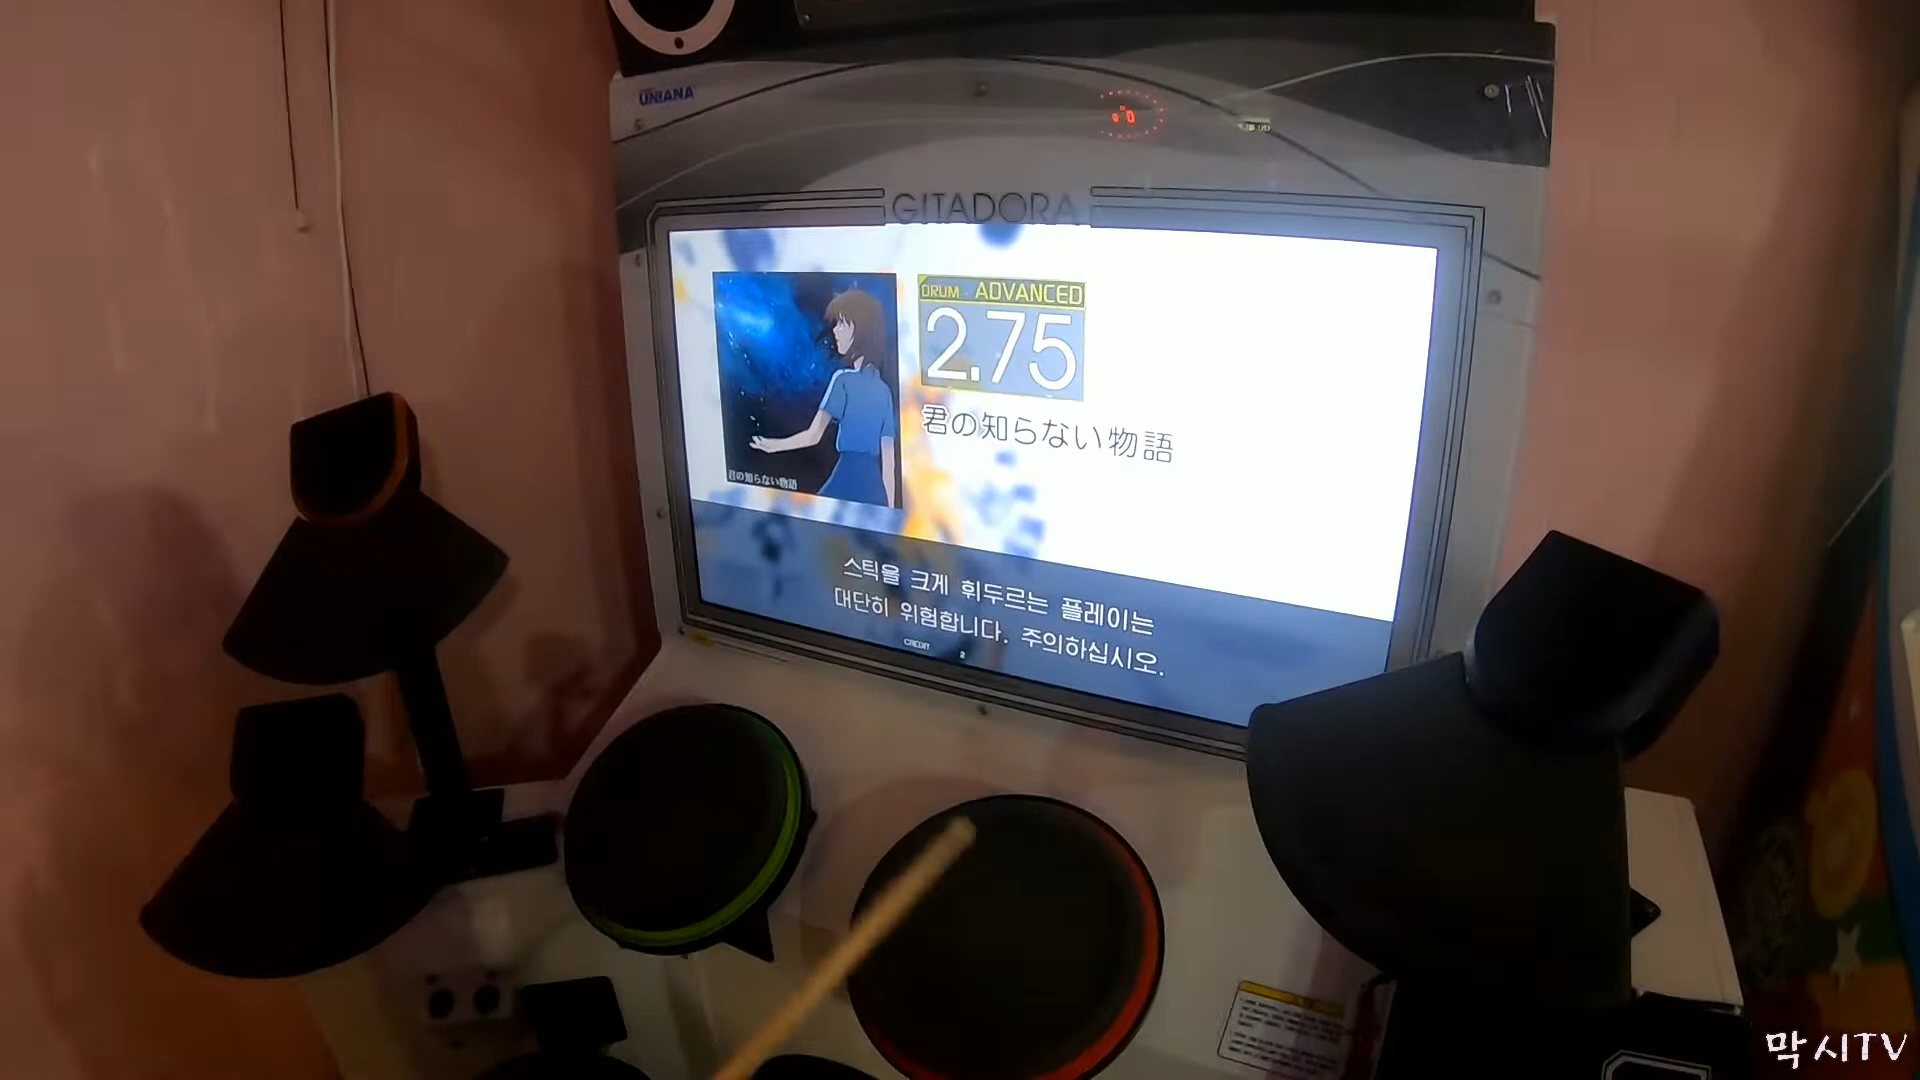 UNIANA
GITADORA
DRUM - ADVANCED
2.75
君の知らない物語
君の知らない物語
스틱을 크게 휘두르는 플레이는
대단히 위험합니다. 주의하십시오.
CREDIT 2
막시TV